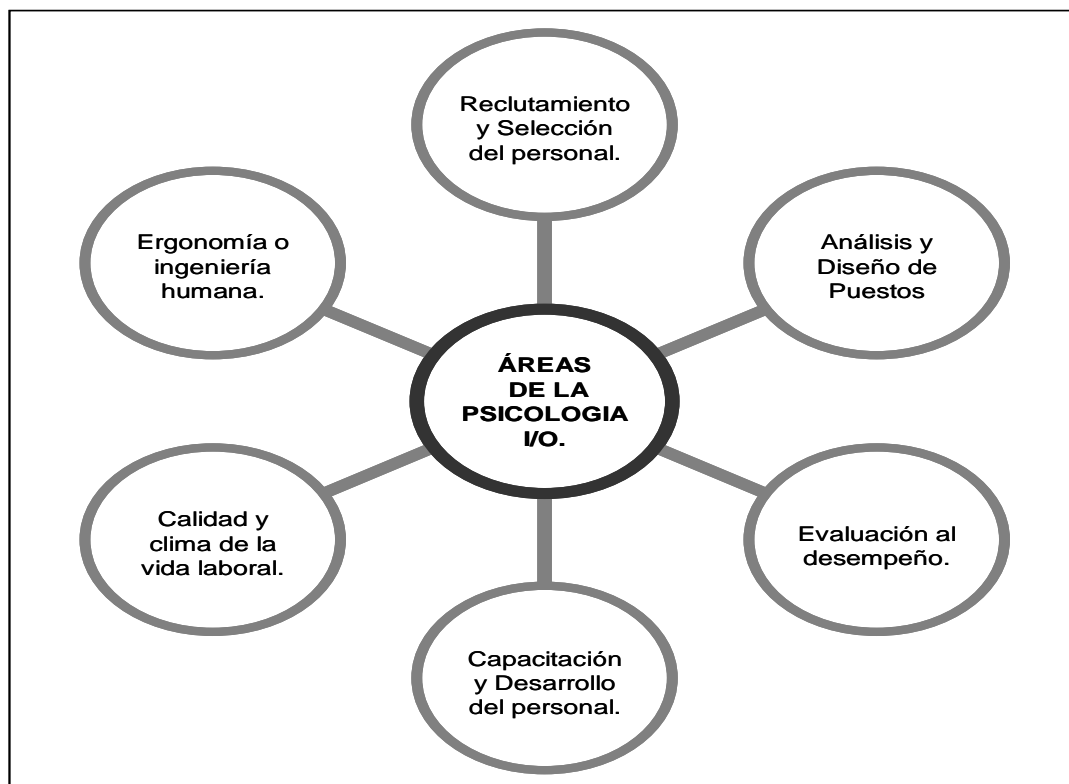 Reclutamiento
y Selección
del personal.
Ergonomía o
ingeniería
humana.
Análisis y
Diseño de
Puestos
ÁREAS
DE LA
PSICOLOGIA
I/O.
Calidad y
clima de la
vida laboral.
Evaluación al
desempeño.
Capacitación
y Desarrollo
del personal.